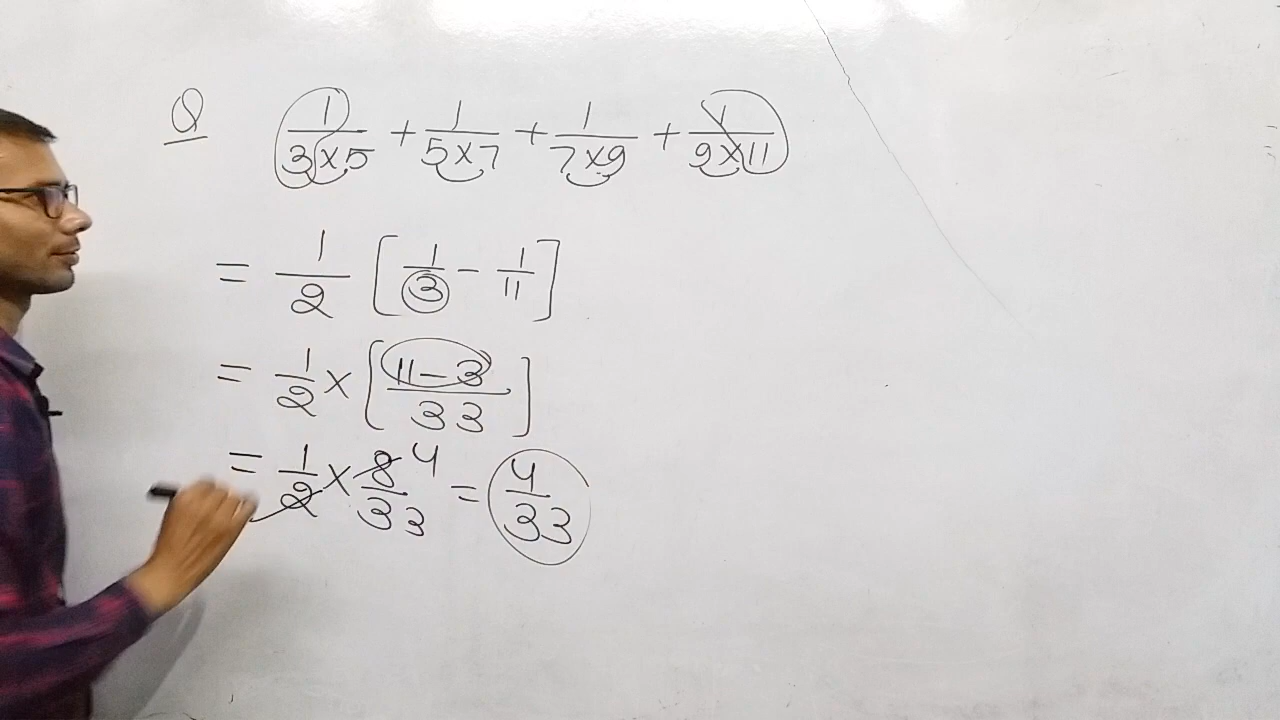 Q 1/3×5 + 1/5×7 + 1/7×9 + 1/9×11
= 1/2 [1/3 - 1/11]
= 1/2 × [11-3/33]
= 1/2 × 8/33 4 = 4/33